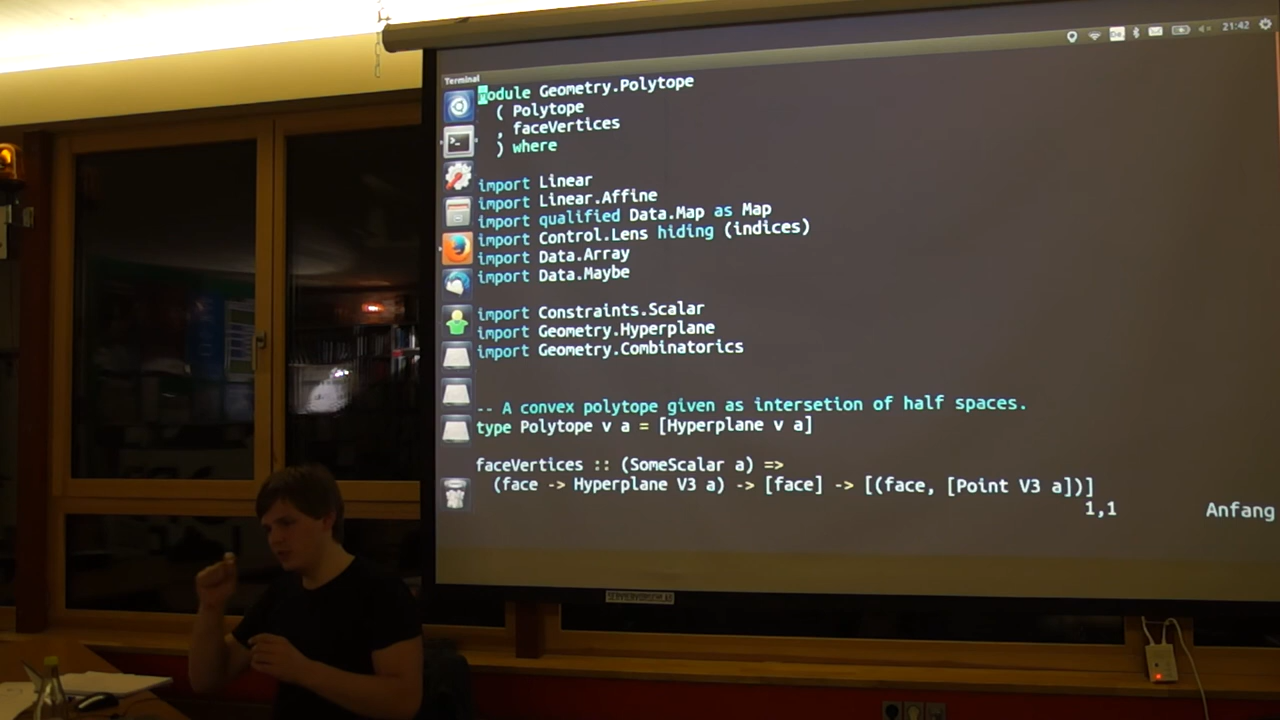 21:42
Terminal
module Geometry.Polytope
( Polytope
, faceVertices
) where
import Linear
import Linear.Affine
import qualified Data.Map as Map
import Control.Lens hiding (indices)
import Data.Array
import Data.Maybe
import Constraints.Scalar
import Geometry.Hyperplane
import Geometry.Combinatorics
-- A convex polytope given as intersetion of half spaces.
type Polytope v a = [Hyperplane v a]
faceVertices :: (SomeScalar a) =>
(face -> Hyperplane V3 a) -> [face] -> [(face, [Point V3 a])]
1,1 Anfang